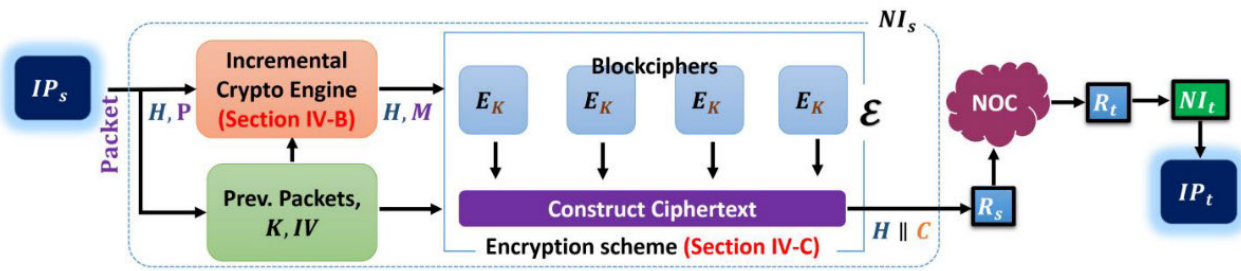 NI_s
IP_s
Packet
H, P
Incremental
Crypto Engine
(Section IV-B)
H, M
Prev. Packets,
K, IV
Blockciphers
E_K
E_K
E_K
E_K
ℰ
Construct Ciphertext
Encryption scheme (Section IV-C)
H ∥ C
NOC
R_s
R_t
NI_t
IP_t